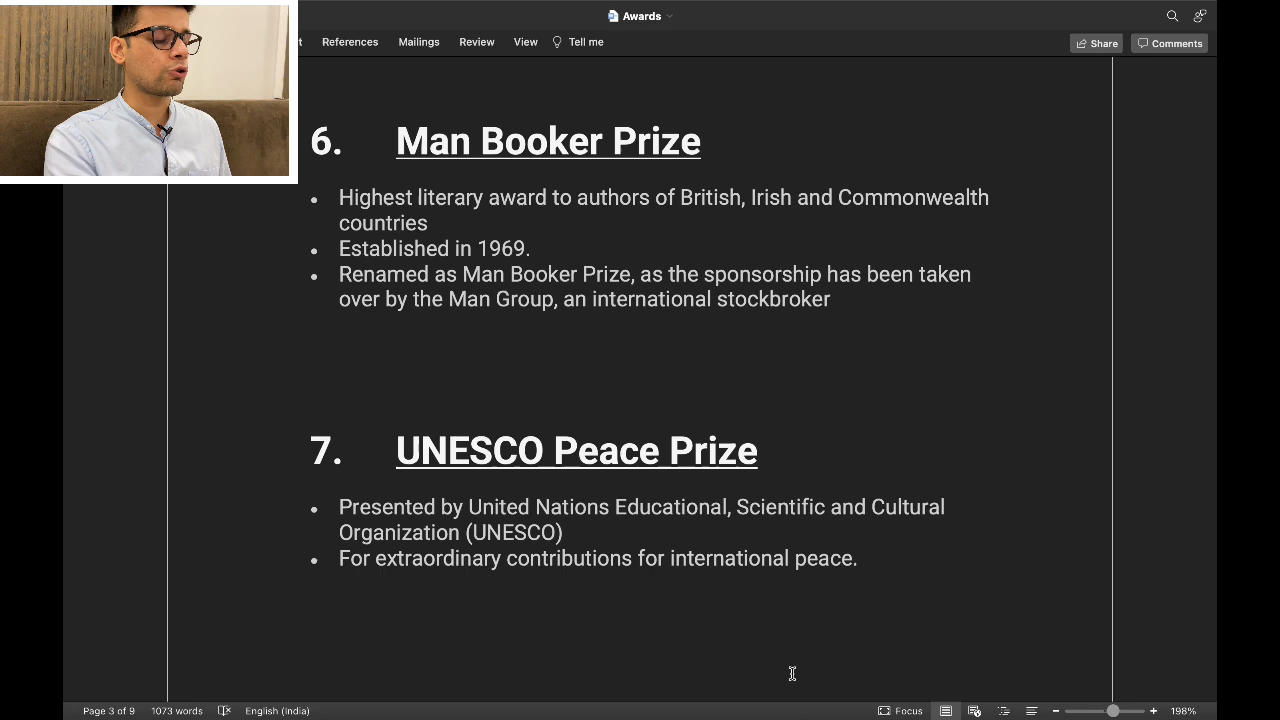 Awards
t References Mailings Review View Tell me Share Comments
6. Man Booker Prize
• Highest literary award to authors of British, Irish and Commonwealth
countries
• Established in 1969.
• Renamed as Man Booker Prize, as the sponsorship has been taken
over by the Man Group, an international stockbroker
7. UNESCO Peace Prize
• Presented by United Nations Educational, Scientific and Cultural
Organization (UNESCO)
• For extraordinary contributions for international peace.
Page 3 of 9 1073 words English (India) Focus 198%